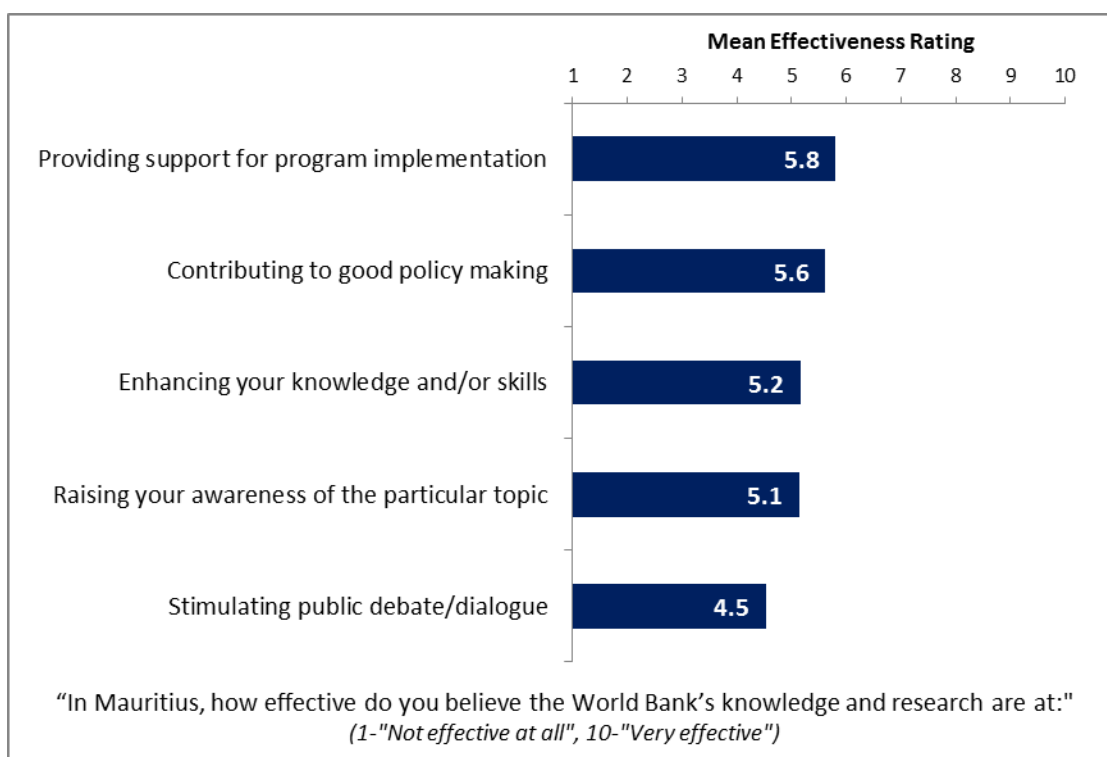 Mean Effectiveness Rating
1 2 3 4 5 6 7 8 9 10
Providing support for program implementation 5.8
Contributing to good policy making 5.6
Enhancing your knowledge and/or skills 5.2
Raising your awareness of the particular topic 5.1
Stimulating public debate/dialogue 4.5
“In Mauritius, how effective do you believe the World Bank’s knowledge and research are at:"
(1-"Not effective at all", 10-"Very effective")